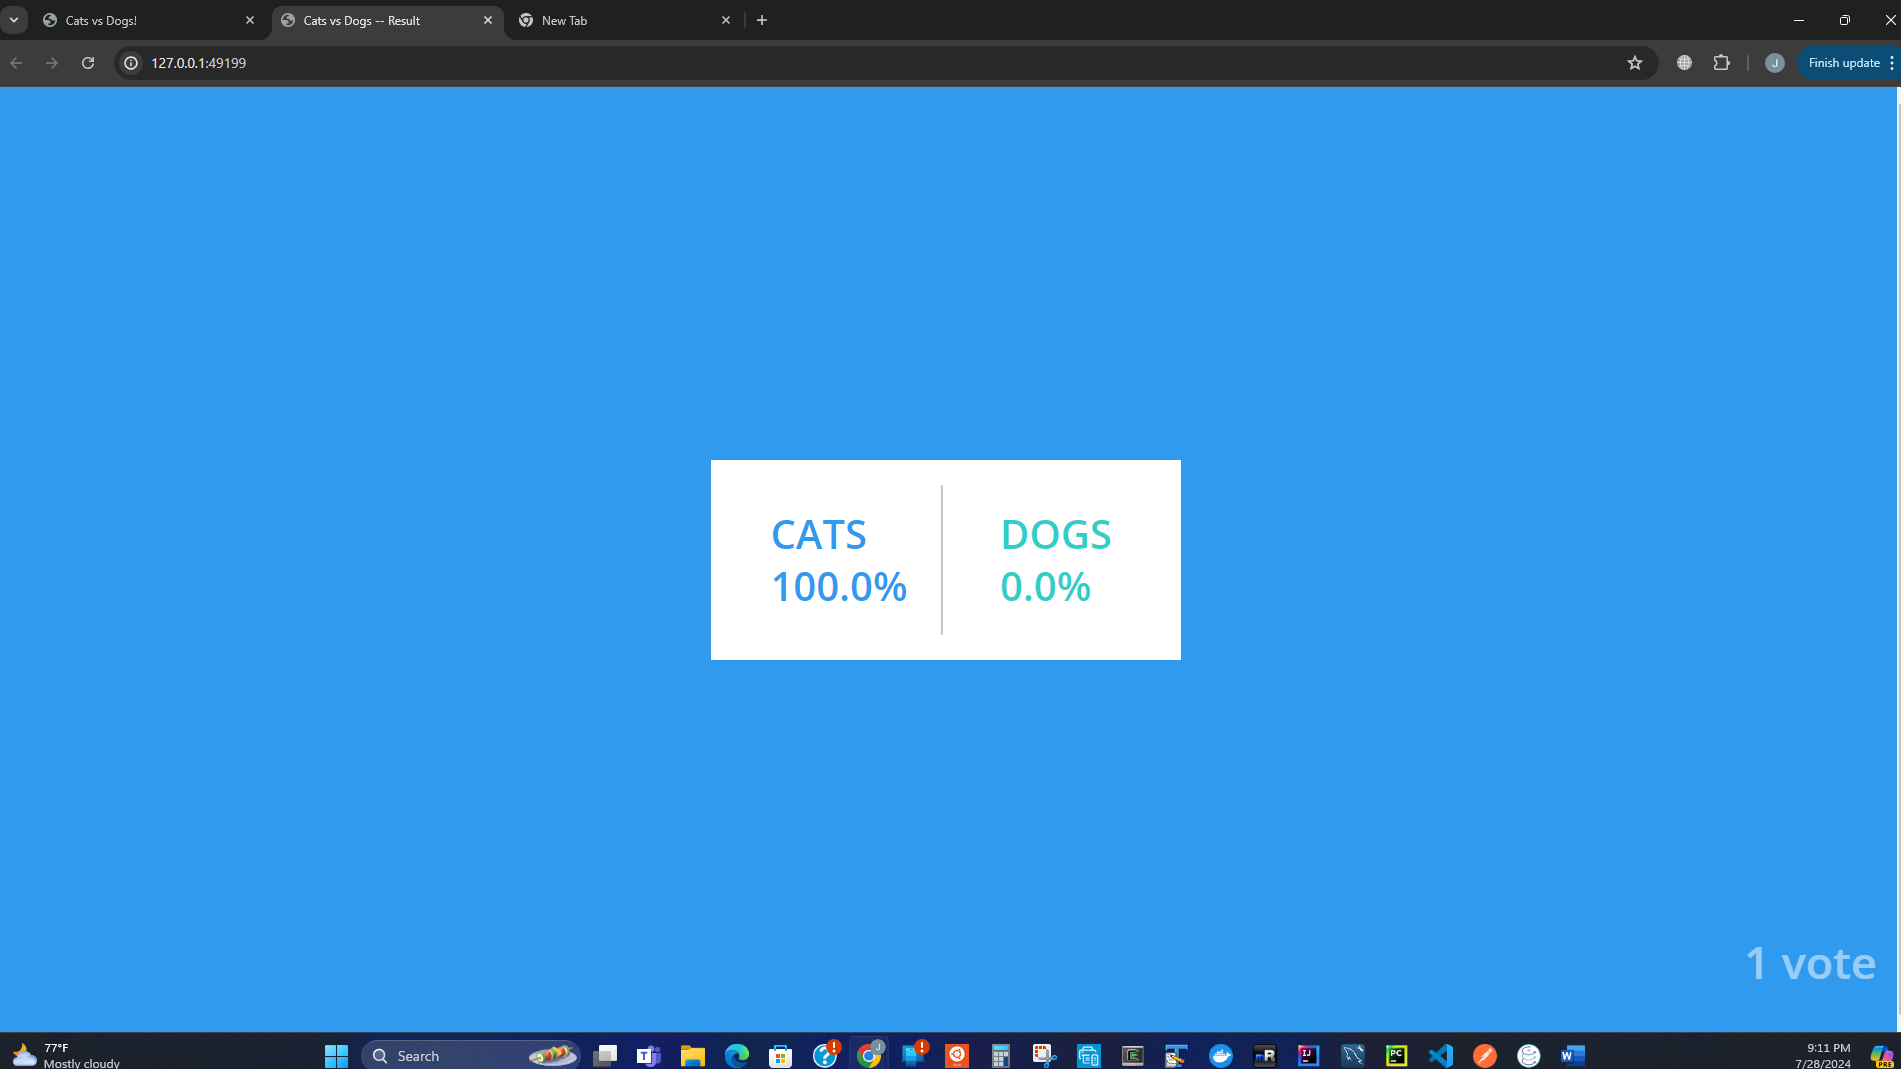 Cats vs Dogs!
Cats vs Dogs -- Result
New Tab
127.0.0.1:49199
J
Finish update
CATS
100.0%
DOGS
0.0%
1 vote
77°F
Mostly cloudy
Search
J
9:11 PM
7/28/2024
PRE